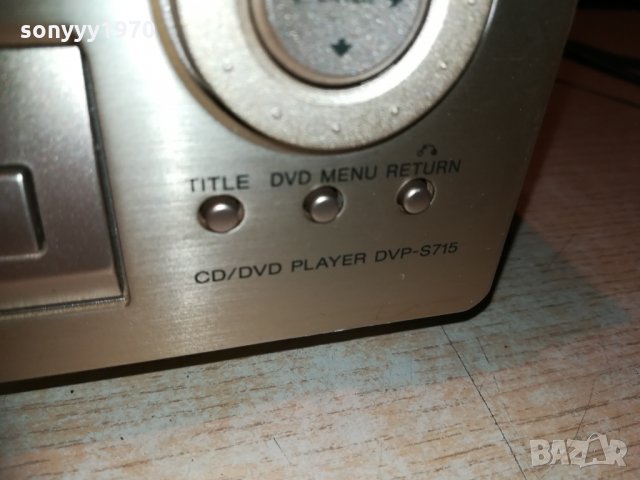 sonyyy1970
TITLE DVD MENU RETURN
CD/DVD PLAYER DVP-S715
BAZAR